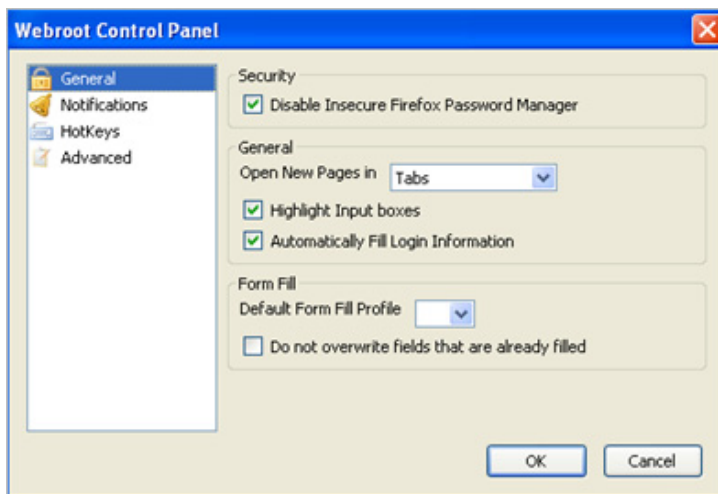 Webroot Control Panel
General
Notifications
HotKeys
Advanced
Security
Disable Insecure Firefox Password Manager
General
Open New Pages in Tabs
Highlight Input boxes
Automatically Fill Login Information
Form Fill
Default Form Fill Profile
Do not overwrite fields that are already filled
OK Cancel